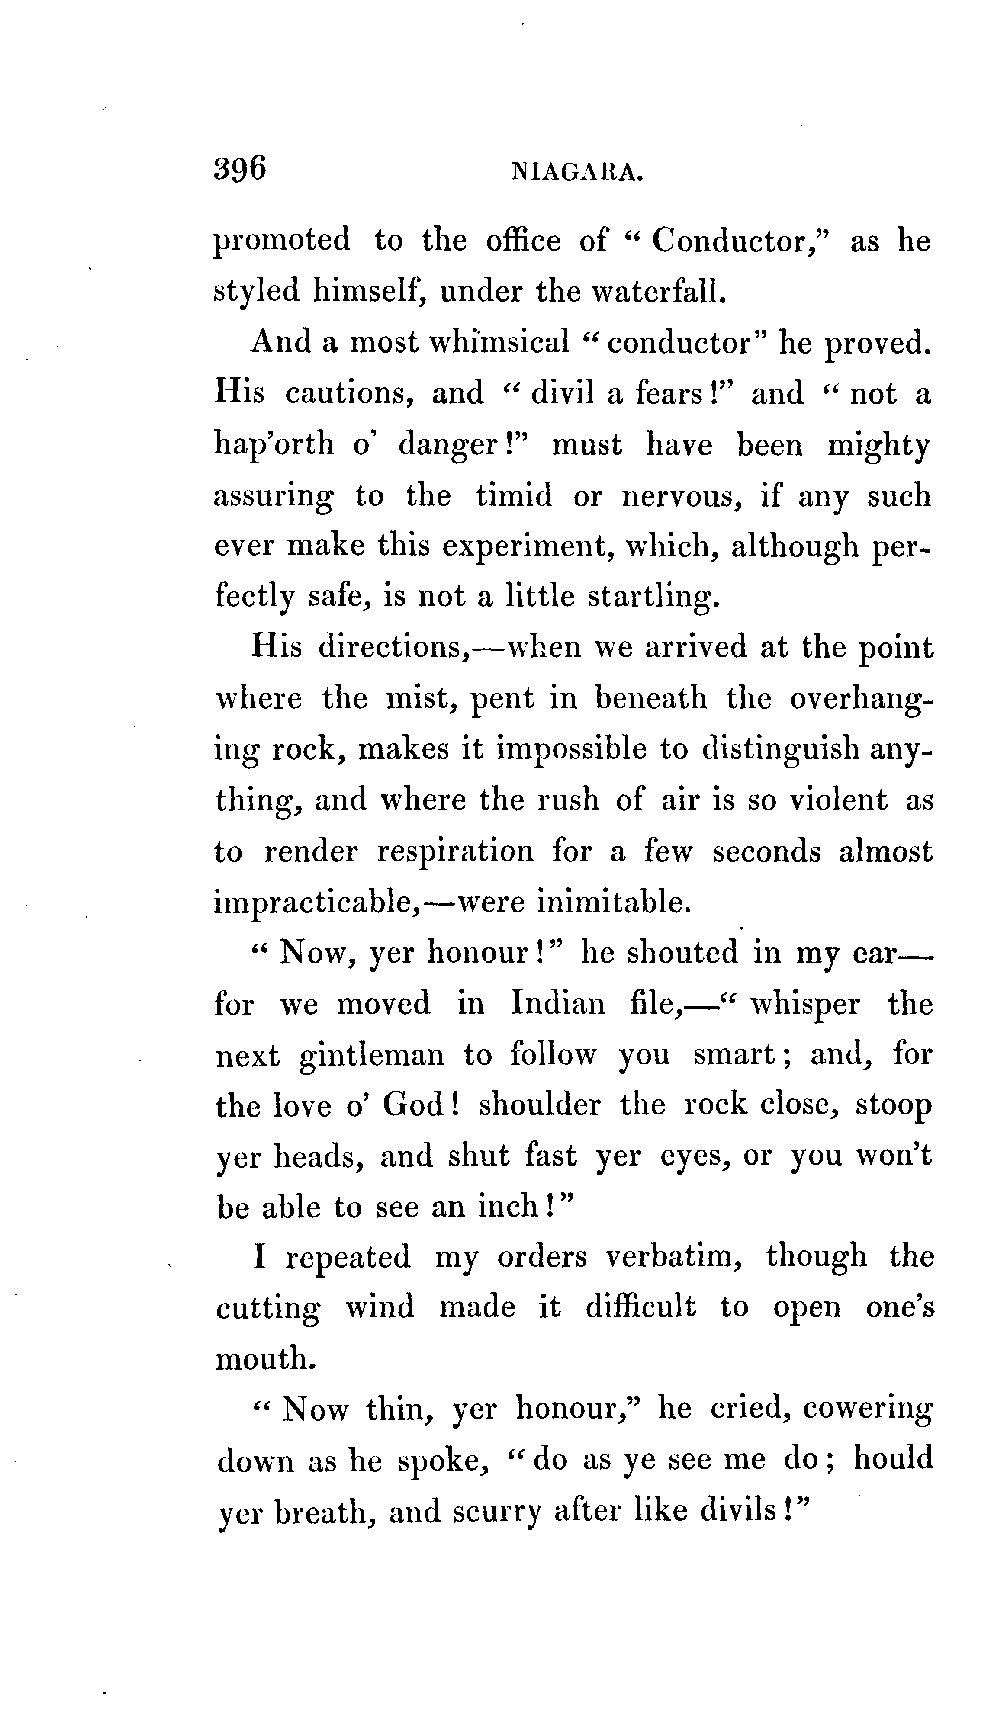 396 NIAGARA.
promoted to the office of “ Conductor,” as he
styled himself, under the waterfall.
And a most whimsical “ conductor” he proved.
His cautions, and “ divil a fears !” and “ not a
hap’orth o’ danger !” must have been mighty
assuring to the timid or nervous, if any such
ever make this experiment, which, although per-
fectly safe, is not a little startling.
His directions,—when we arrived at the point
where the mist, pent in beneath the overhang-
ing rock, makes it impossible to distinguish any-
thing, and where the rush of air is so violent as
to render respiration for a few seconds almost
impracticable,—were inimitable.
“ Now, yer honour !” he shouted in my ear—
for we moved in Indian file,—“ whisper the
next gintleman to follow you smart ; and, for
the love o’ God ! shoulder the rock close, stoop
yer heads, and shut fast yer eyes, or you won’t
be able to see an inch !”
I repeated my orders verbatim, though the
cutting wind made it difficult to open one’s
mouth.
“ Now thin, yer honour,” he cried, cowering
down as he spoke, “ do as ye see me do ; hould
yer breath, and scurry after like divils !”